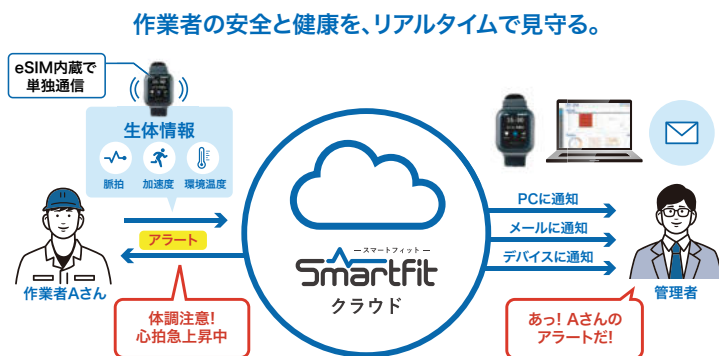 作業者の安全と健康を、リアルタイムで見守る。
eSIM内蔵で
単独通信
生体情報
脈拍 加速度 環境温度
アラート
作業者Aさん
体調注意!
心拍急上昇中
スマートフィット
Smartfit
クラウド
PCに通知
メールに通知
デバイスに通知
管理者
あっ! Aさんの
アラートだ!